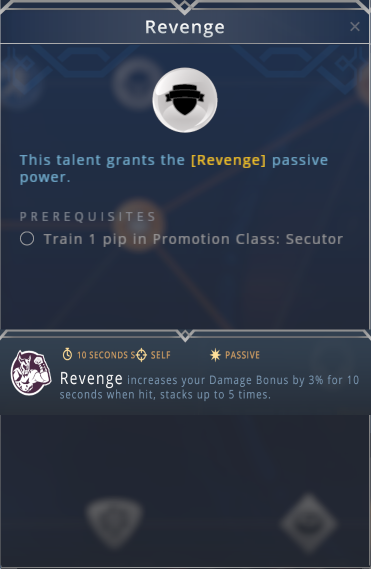 Revenge
This talent grants the [Revenge] passive
power.
PREREQUISITES
Train 1 pip in Promotion Class: Secutor
10 SECONDS S SELF PASSIVE
Revenge increases your Damage Bonus by 3% for 10
seconds when hit, stacks up to 5 times.